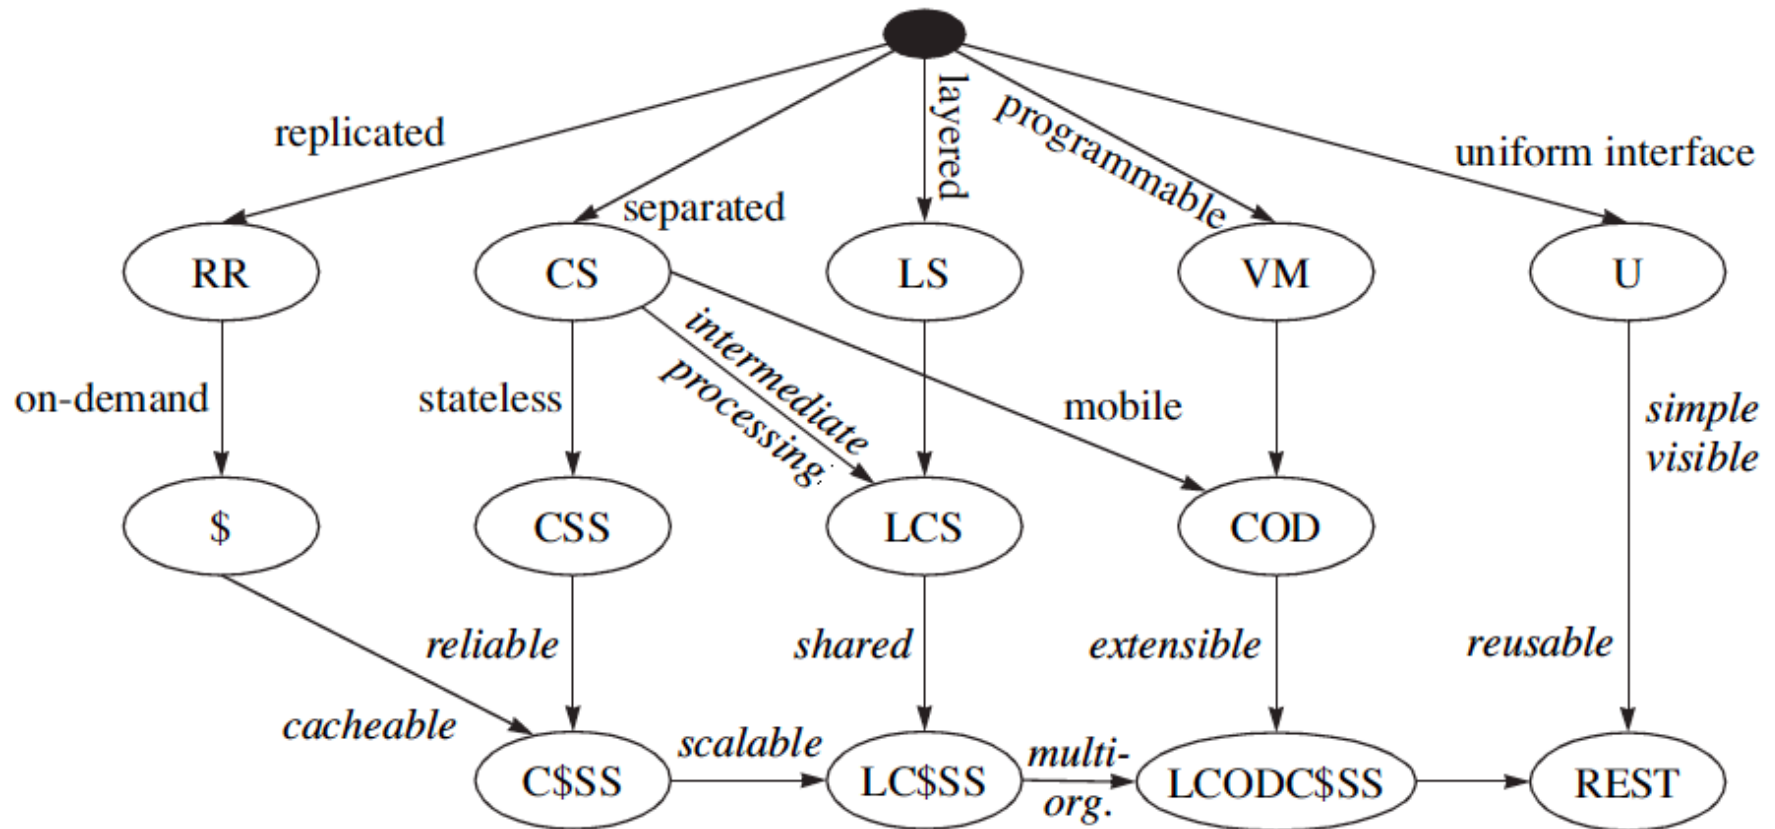 layered
programmable
replicated
uniform interface
separated
RR
CS
LS
VM
U
intermediate
processing.
on-demand
stateless
mobile
simple
visible
$
CSS
LCS
COD
reliable
shared
extensible
reusable
cacheable
scalable
multi-
org.
C$SS
LC$SS
LCODC$SS
REST